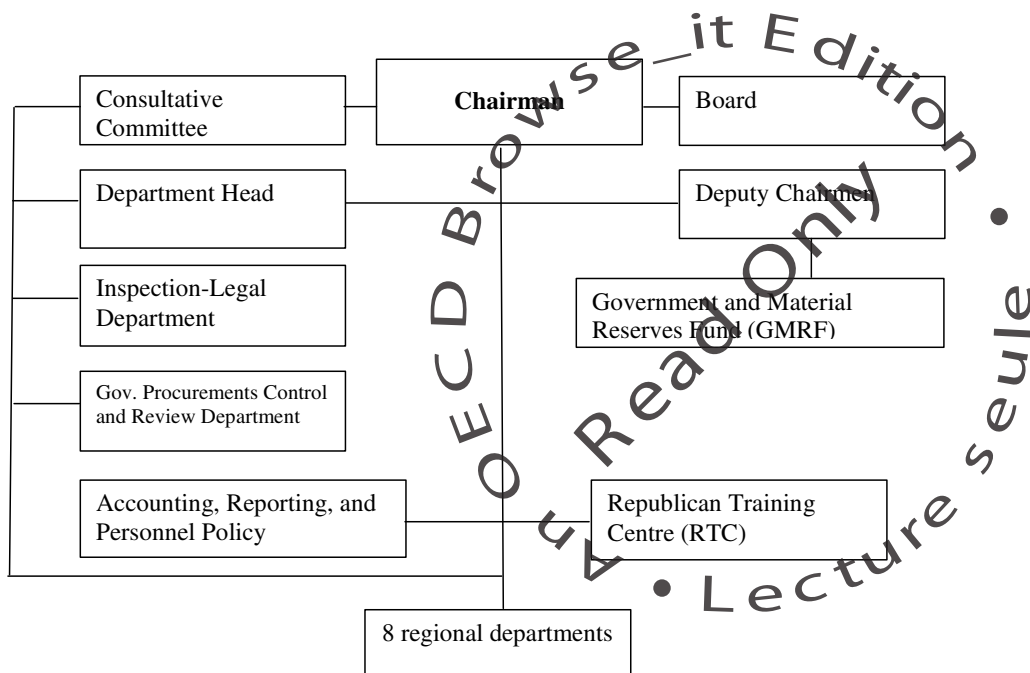 Consultative
Committee
Chairman
Board
Department Head
Deputy Chairmen
Inspection-Legal
Department
Government and Material
Reserves Fund (GMRF)
Gov. Procurements Control
and Review Department
Accounting, Reporting, and
Personnel Policy
Republican Training
Centre (RTC)
8 regional departments
An OECD Browse_it Edition • Lecture seule •
Read Only